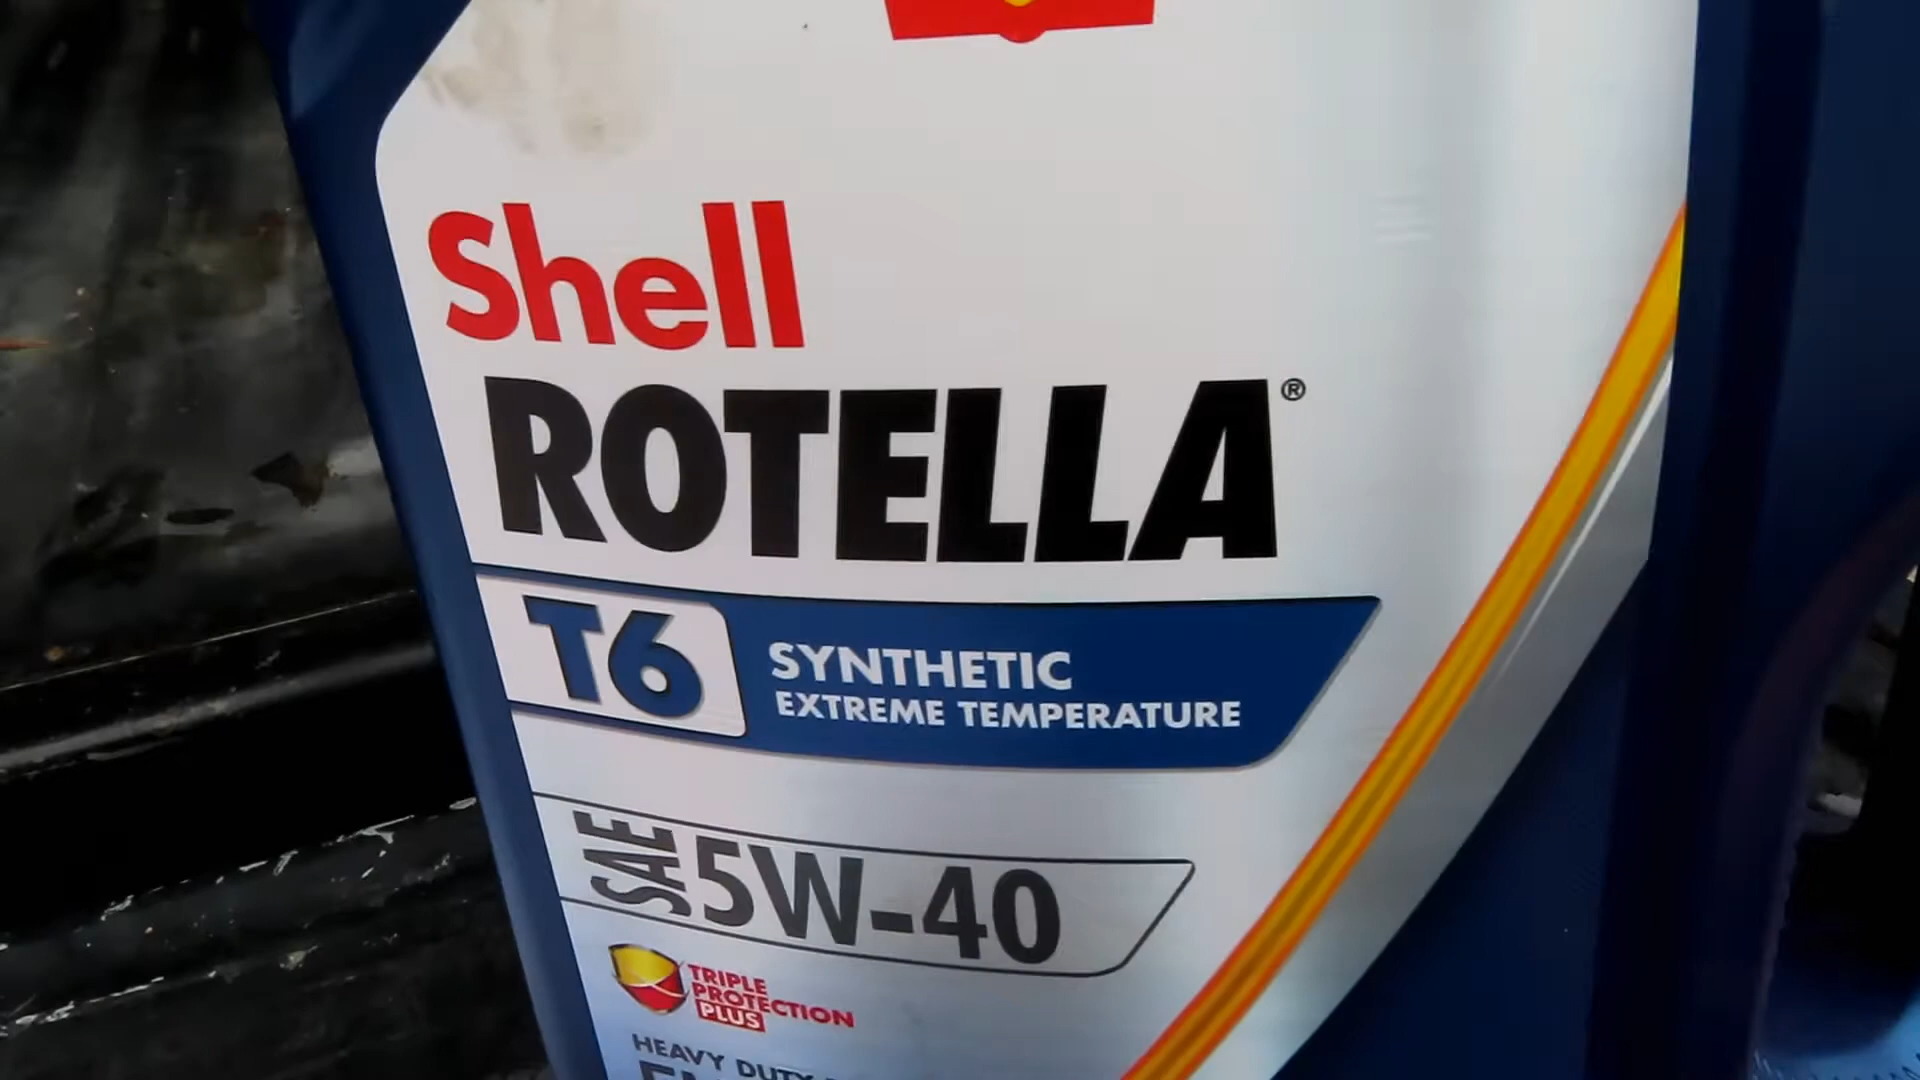 Shell
ROTELLA®
T6
SYNTHETIC
EXTREME TEMPERATURE
SAE 5W-40
TRIPLE
PROTECTION
PLUS
HEAVY DUTY